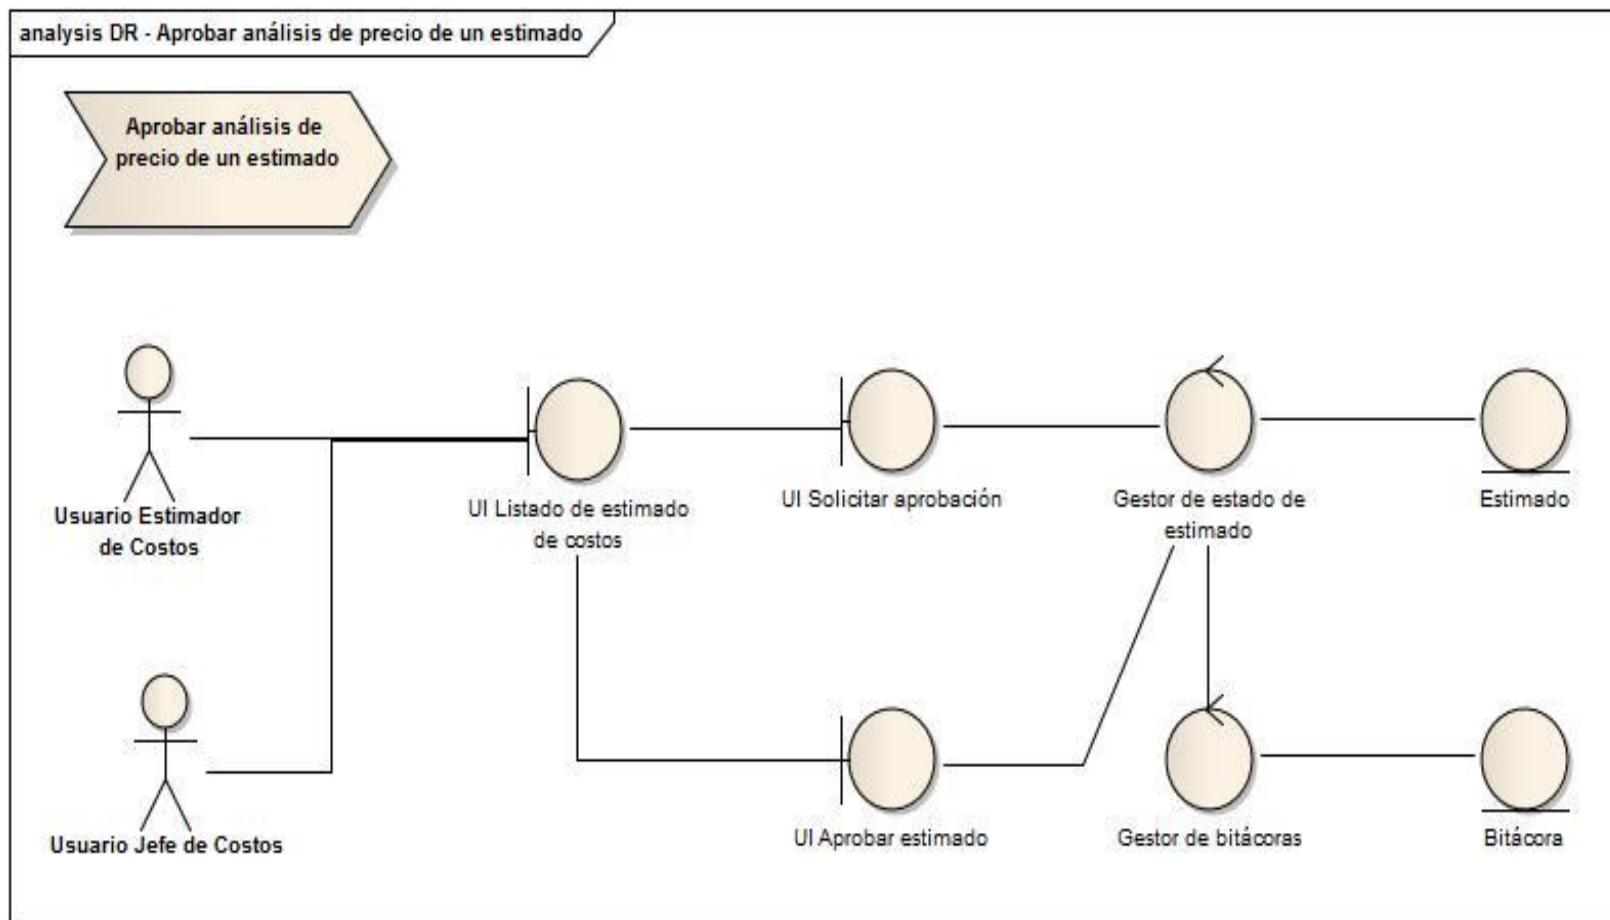 analysis DR - Aprobar análisis de precio de un estimado
Aprobar análisis de
precio de un estimado
Usuario Estimador
de Costos
UI Listado de estimado
de costos
UI Solicitar aprobación
Gestor de estado de
estimado
Estimado
Usuario Jefe de Costos
UI Aprobar estimado
Gestor de bitácoras
Bitácora